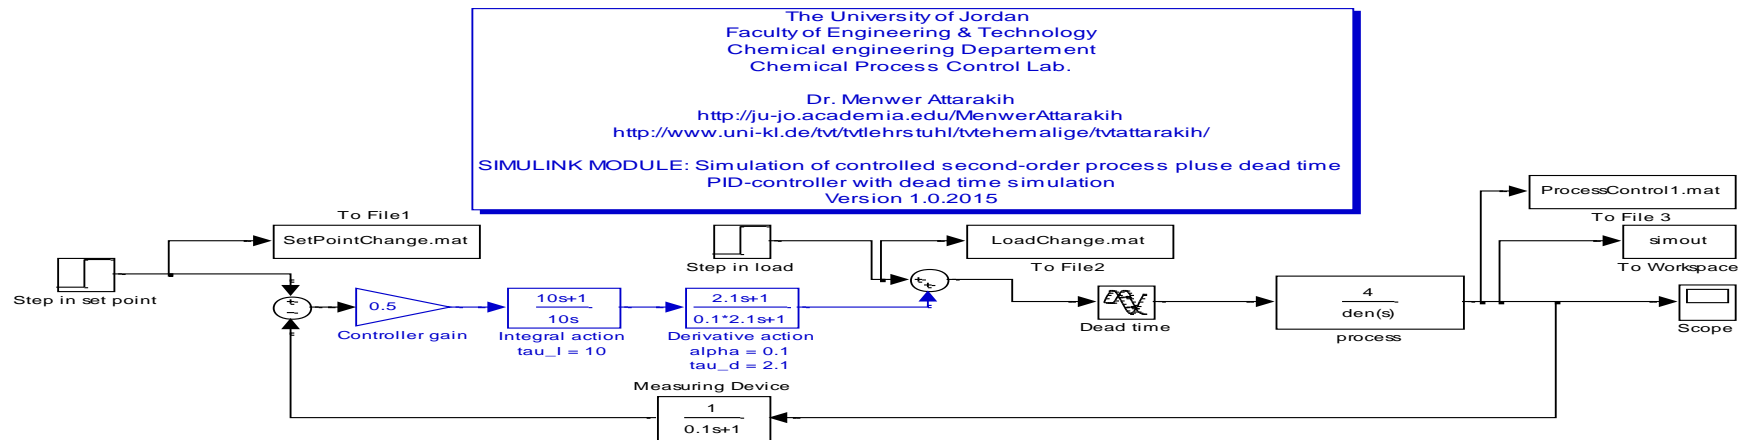 The University of Jordan
Faculty of Engineering & Technology
Chemical engineering Departement
Chemical Process Control Lab.
Dr. Menwer Attarakih
http://ju-jo.academia.edu/MenwerAttarakih
http://www.uni-kl.de/tvt/tvtlehrstuhl/tvtehemalige/tvtattarakih/
SIMULINK MODULE: Simulation of controlled second-order process pluse dead time
PID-controller with dead time simulation
Version 1.0.2015
ProcessControl1.mat
To File 3
To File1
SetPointChange.mat
LoadChange.mat
To File2
simout
To Workspace
Step in set point
Step in load
+
−
0.5
Controller gain
10s+1
10s
Integral action
tau_I = 10
2.1s+1
0.1*2.1s+1
Derivative action
alpha = 0.1
tau_d = 2.1
+
+
Dead time
4
den(s)
process
Scope
Measuring Device
1
0.1s+1